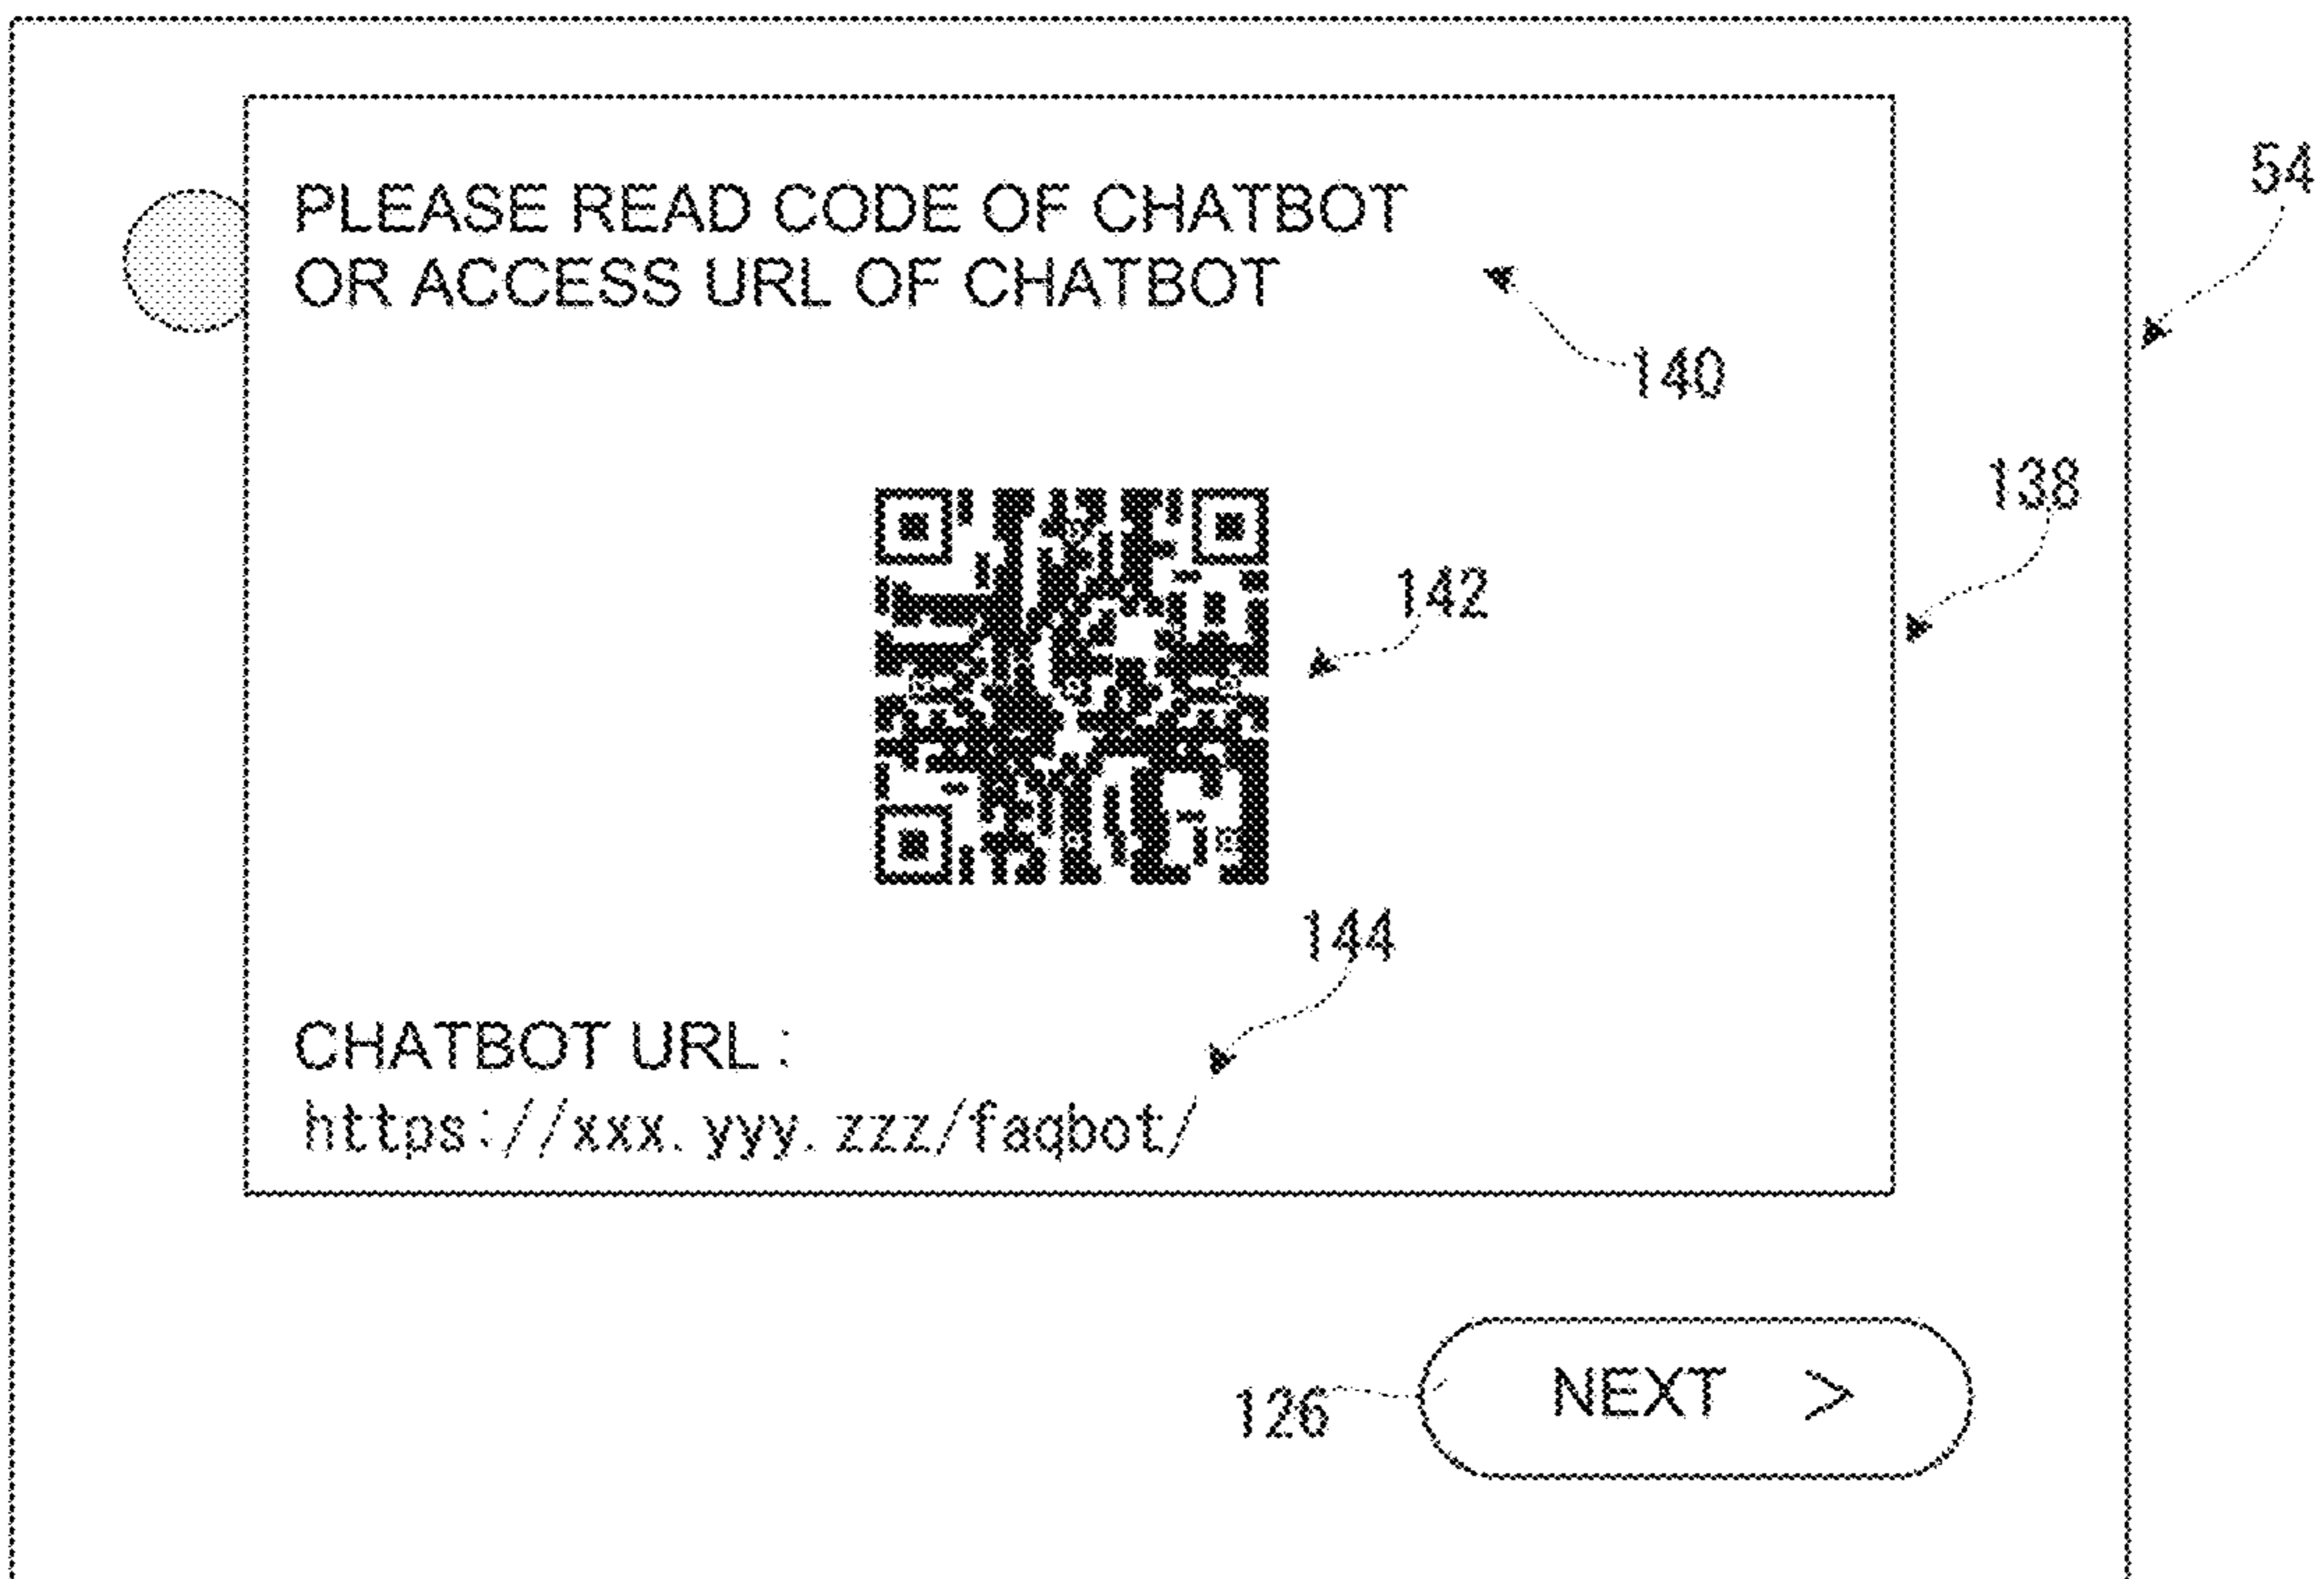 54
PLEASE READ CODE OF CHATBOT
OR ACCESS URL OF CHATBOT
140
138
142
144
CHATBOT URL :
https://xxx.yyy.zzz/faqbot/
126
NEXT >